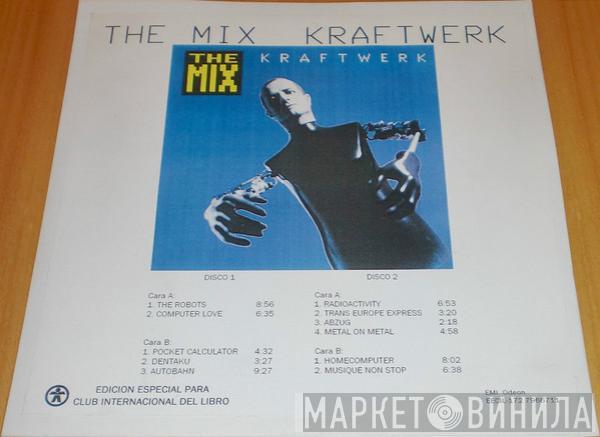 THE MIX KRAFTWERK
THE MIX KRAFTWERK
DISCO 1
Cara A:
1. THE ROBOTS 8:56
2. COMPUTER LOVE 6:35
Cara B:
1. POCKET CALCULATOR 4:32
2. DENTAKU 3:27
3. AUTOBAHN 9:27
DISCO 2
Cara A:
1. RADIOACTIVITY 6:53
2. TRANS EUROPE EXPRESS 3:20
3. ABZUG 2:18
4. METAL ON METAL 4:58
Cara B:
1. HOMECOMPUTER 8:02
2. MUSIQUE NON STOP 6:38
EDICION ESPECIAL PARA
CLUB INTERNACIONAL DEL LIBRO
EMI Odeon
МАРКЕТ ВИНИЛА